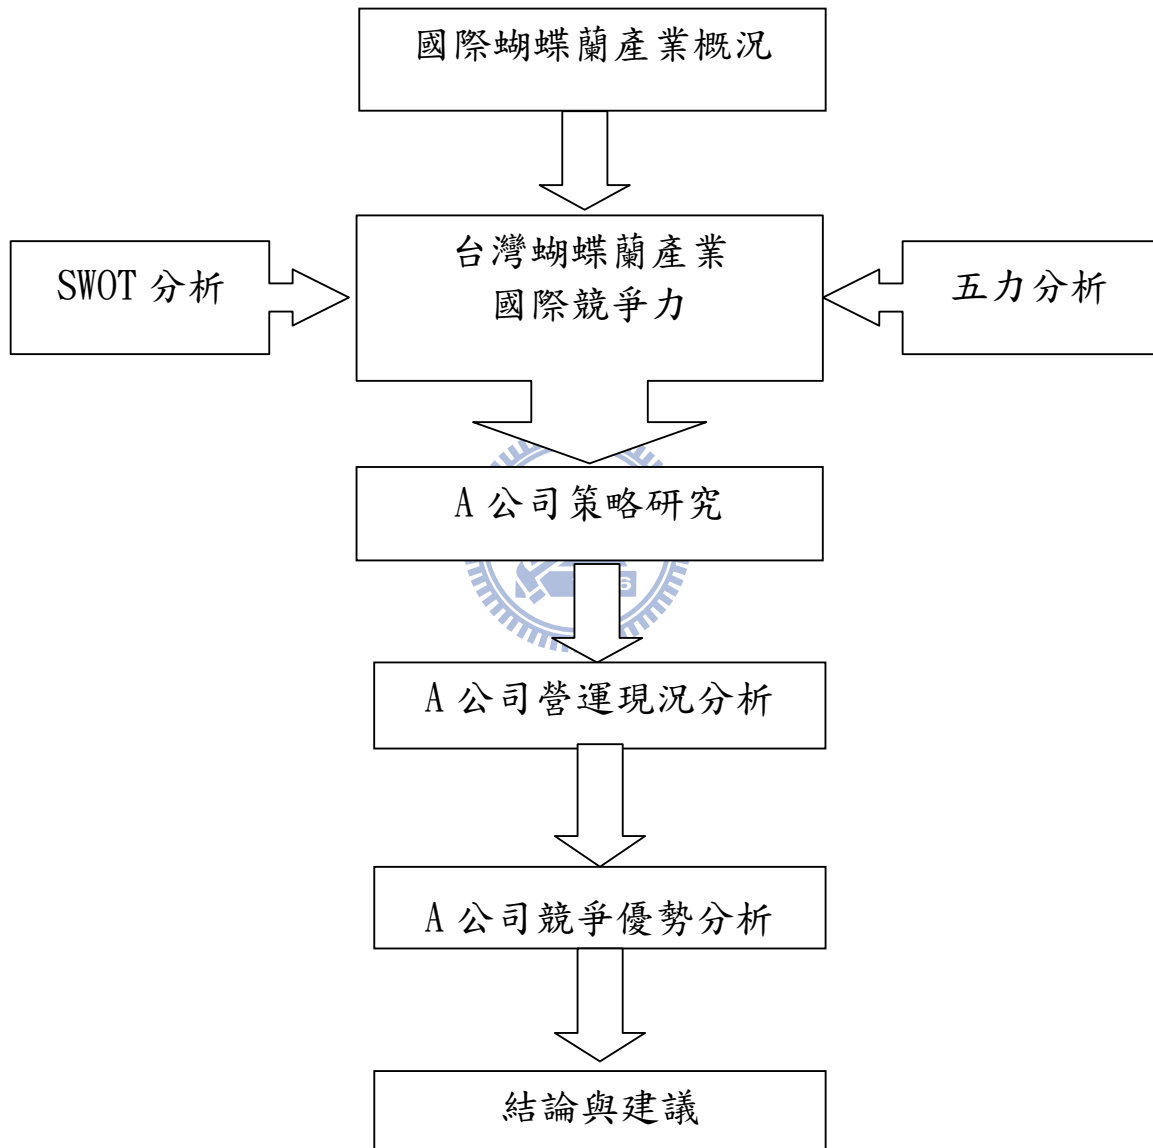 國際蝴蝶蘭產業概況
SWOT 分析
台灣蝴蝶蘭產業
國際競爭力
五力分析
A 公司策略研究
A 公司營運現況分析
A 公司競爭優勢分析
結論與建議